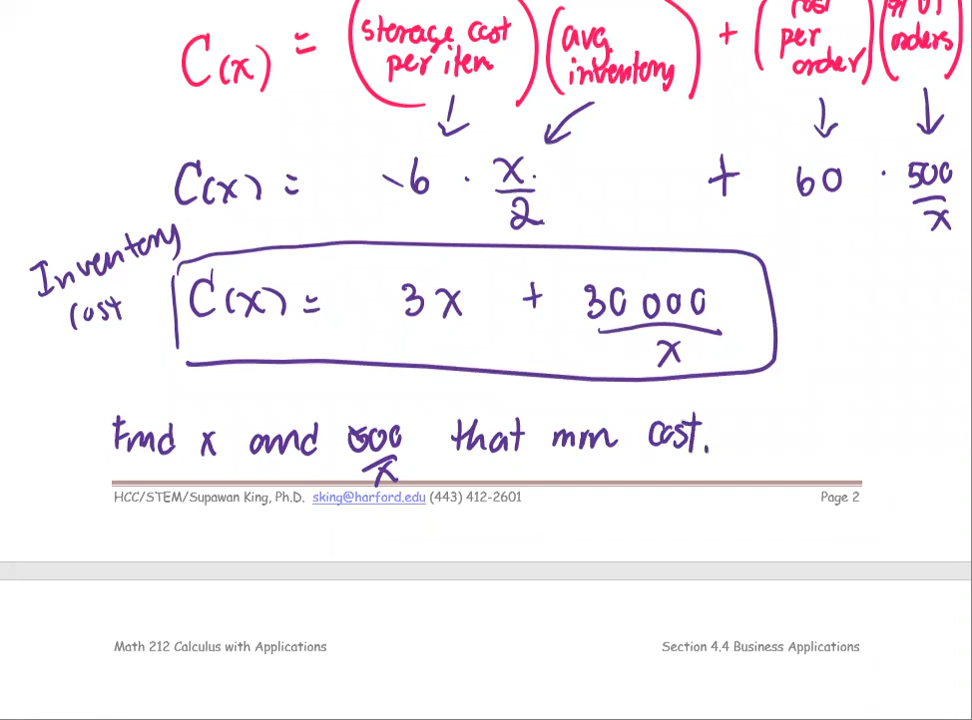 C(x) = (storage cost per item) (avg inventory) + (cost per order) (# of orders)
C(x) = 6 · x/2 + 60 · 500/x
Inventory cost
C(x) = 3x + 30 000/x
Find x and 500/x that min cost.
HCC/STEM/Supawan King, Ph.D. sking@harford.edu (443) 412-2601 Page 2
Math 212 Calculus with Applications Section 4.4 Business Applications